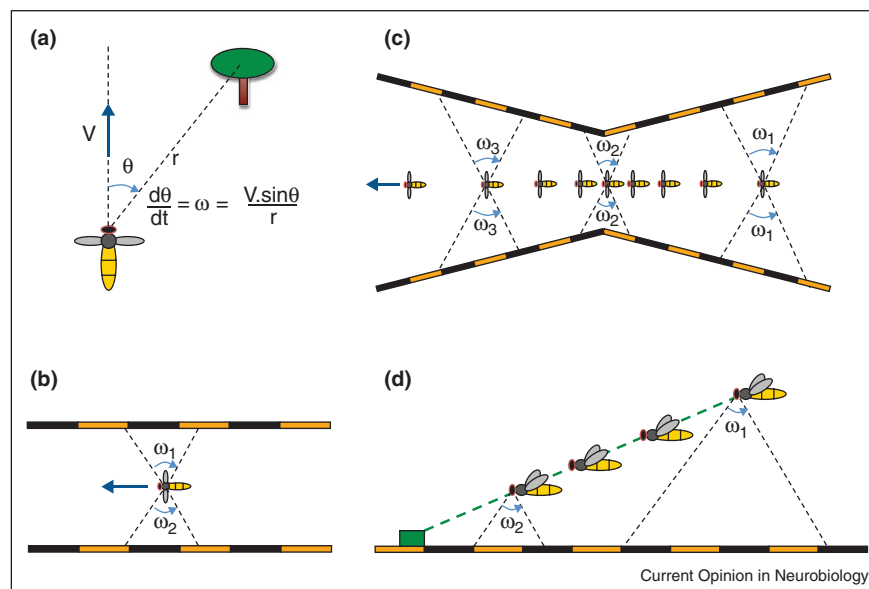 (a)
V
θ
r
dθ/dt = ω = V.sinθ/r
(b)
ω1
ω2
(c)
ω3
ω2
ω1
ω3
ω2
ω1
(d)
ω1
ω2
Current Opinion in Neurobiology